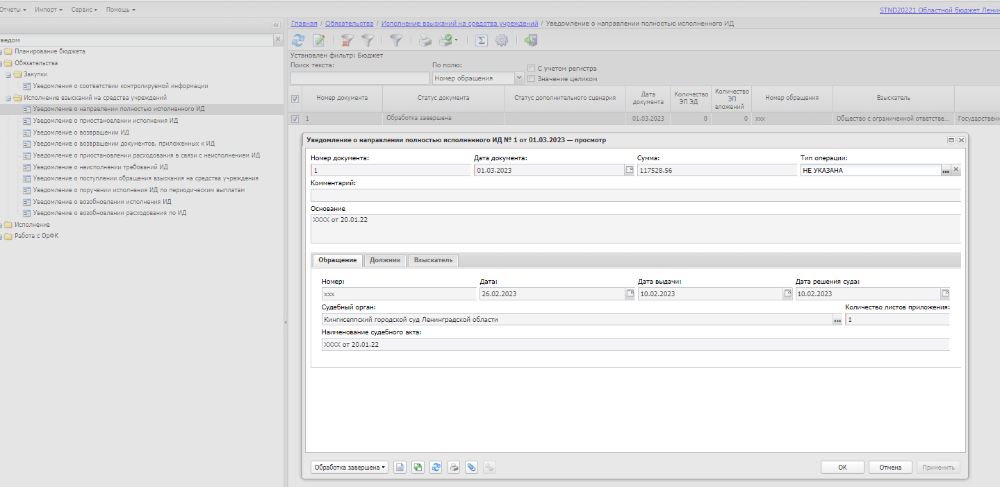 Отчеты Импорт Сервис Помощь
STND20221 Областной бюджет Ленин
ведом
Планирование бюджета
Обязательства
Закупки
Уведомления о соответствии контролируемой информации
Исполнение взысканий на средства учреждений
Уведомление о направлении полностью исполненного ИД
Уведомление о приостановлении исполнения ИД
Уведомление о возвращении ИД
Уведомление о возвращении документов, приложенных к ИД
Уведомление о приостановлении расходования в связи с неисполнением ИД
Уведомление о неисполнении требований ИД
Уведомление о поступлении обращения взыскания на средства учреждения
Уведомление о поручении исполнения ИД по периодическим выплатам
Уведомление о возобновлении исполнения ИД
Уведомление о возобновлении расходования по ИД
Исполнение
Работа с ОрФК
Главная / Обязательства / Исполнение взысканий на средства учреждений / Уведомление о направлении полностью исполненного ИД
Установлен фильтр: Бюджет
Поиск текста: По полю:
Номер обращения
С учетом регистра
Значение целиком
Номер документа Статус документа Статус дополнительного сценария Дата документа Количество ЭП ЭД Количество ЭП вложений Номер обращения Взыскатель
1 Обработка завершена 01.03.2023 0 0 xxx Общество с ограниченной ответстве... Государственн
Уведомление о направлении полностью исполненного ИД № 1 от 01.03.2023 — просмотр
Номер документа: Дата документа: Сумма: Тип операции:
1 01.03.2023 117528.56 НЕ УКАЗАНА
Комментарий:
Основание
XXXX от 20.01.22
Обращение Должник Взыскатель
Номер: Дата: Дата выдачи: Дата решения суда:
xxx 26.02.2023 10.02.2023 10.02.2023
Судебный орган: Количество листов приложения:
Кингисеппский городской суд Ленинградской области 1
Наименование судебного акта:
XXXX от 20.01.22
Обработка завершена OK Отмена Применить